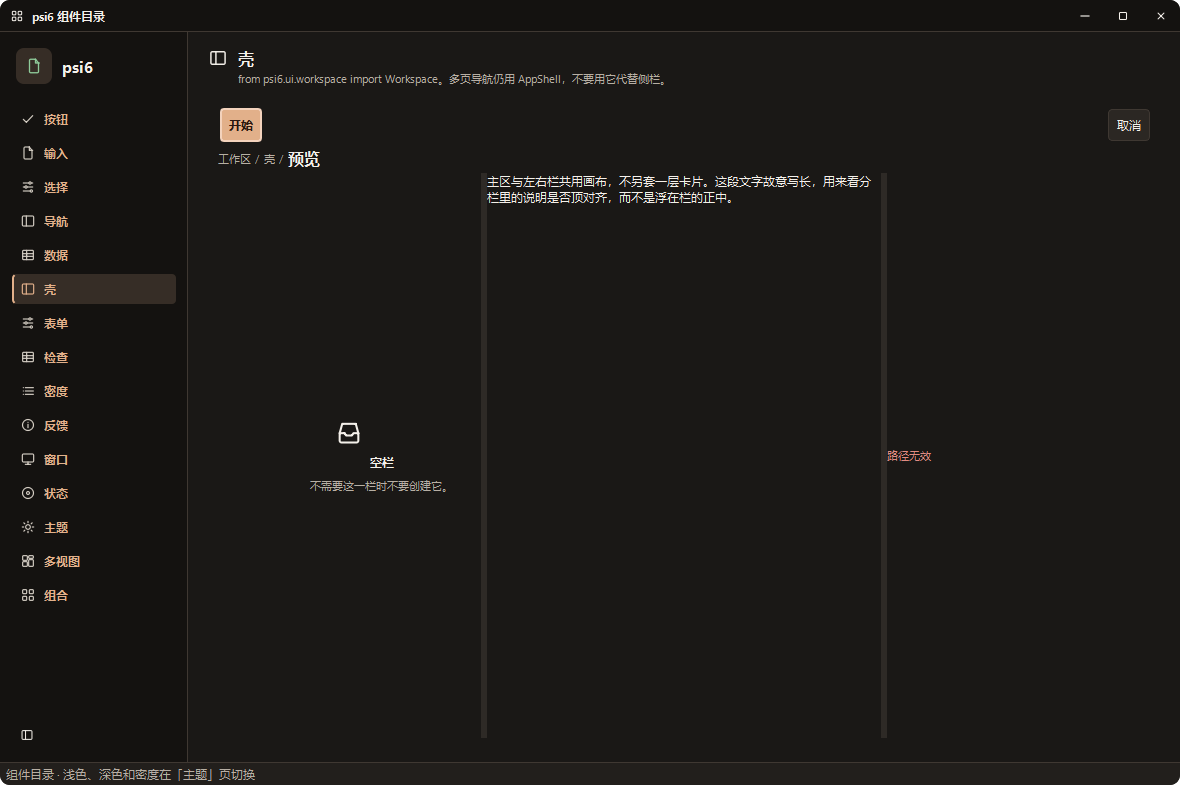 psi6 组件目录
psi6
按钮
输入
选择
导航
数据
壳
表单
检查
密度
反馈
窗口
状态
主题
多视图
组合
壳
from psi6.ui.workspace import Workspace。多页导航仍用 AppShell，不要用它代替侧栏。
开始
取消
工作区 / 壳 / 预览
空栏
不需要这一栏时不要创建它。
主区与左右栏共用画布，不另套一层卡片。这段文字故意写长，用来看分
栏里的说明是否顶对齐，而不是浮在栏的正中。
路径无效
组件目录 · 浅色、深色和密度在「主题」页切换